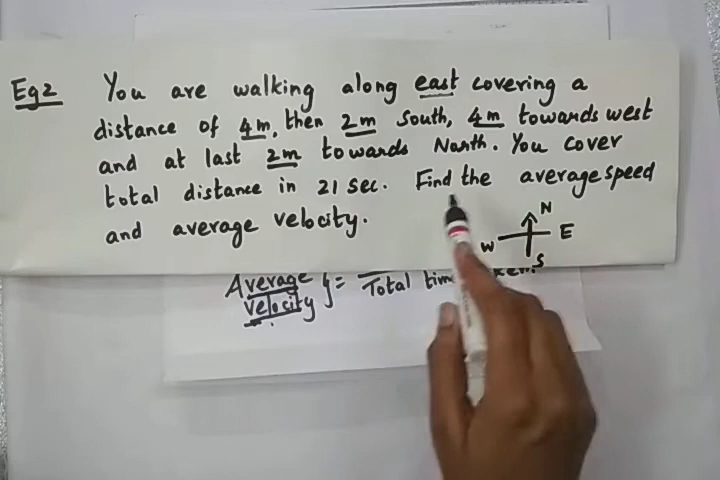 Eg2 You are walking along east covering a
distance of 4m, then 2m South, 4m towards west
and at last 2m towards North. You cover
total distance in 21 sec. Find the average speed
and average velocity.
N
W E
S
Average
velocity } =
Total time